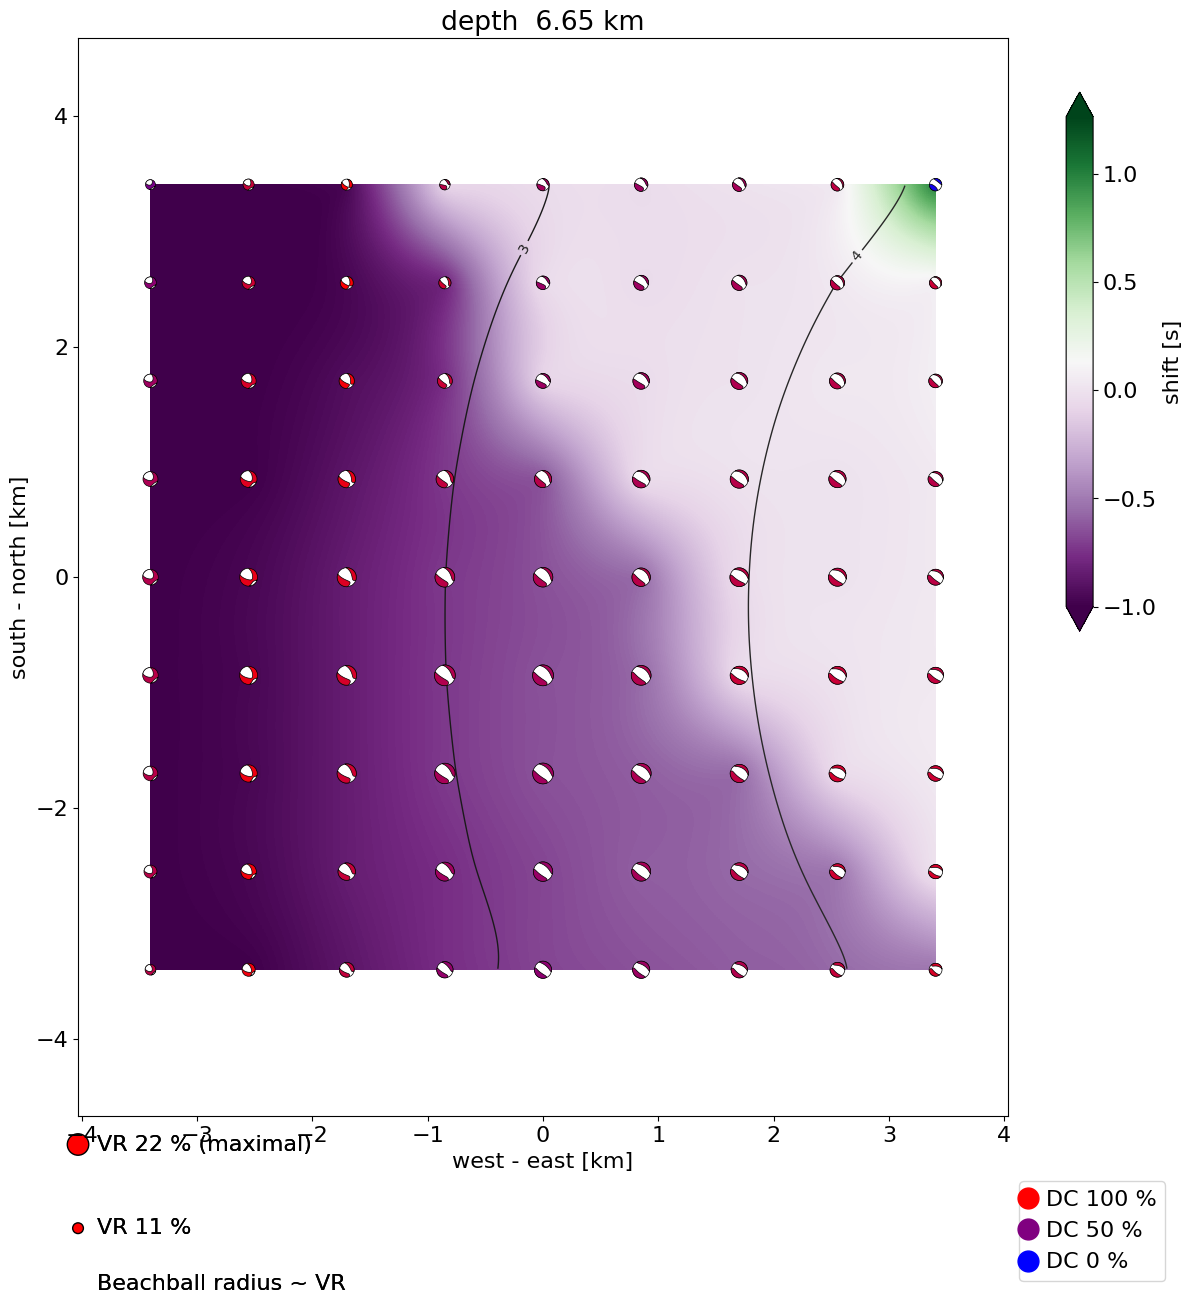 depth  6.65 km
4
2
0
−2
−4
south - north [km]
3
4
−4
−3
−2
−1
0
1
2
3
4
west - east [km]
1.0
0.5
0.0
−0.5
−1.0
shift [s]
VR 22 % (maximal)
VR 11 %
Beachball radius ~ VR
DC 100 %
DC 50 %
DC 0 %